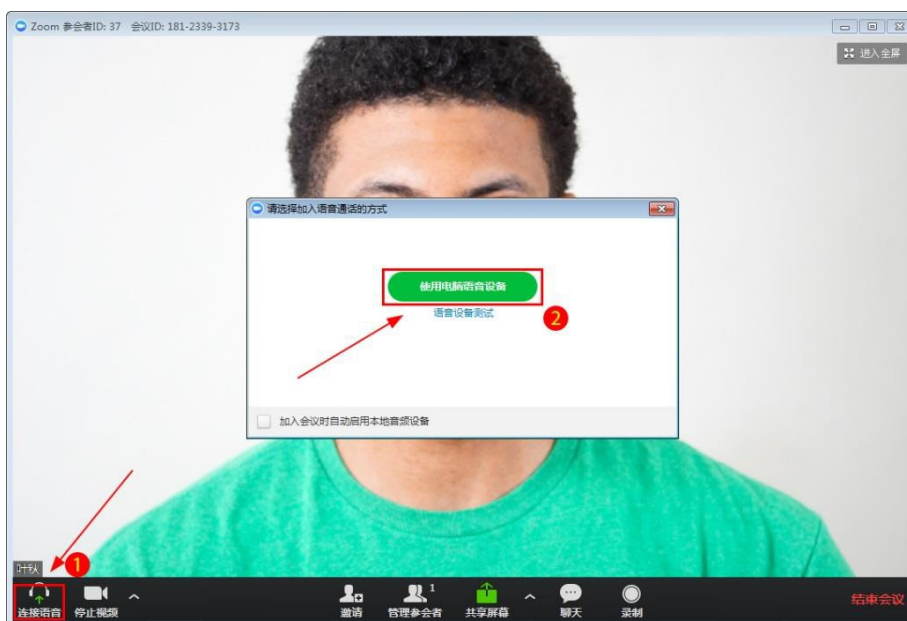 Zoom 参会者ID: 37 会议ID: 181-2339-3173
进入全屏
请选择加入语音通话的方式
使用电脑语音设备
语音设备测试
2
加入会议时自动启用本地音频设备
叶秋
1
连接语音 停止视频 邀请 管理参会者 1 共享屏幕 聊天 录制 结束会议